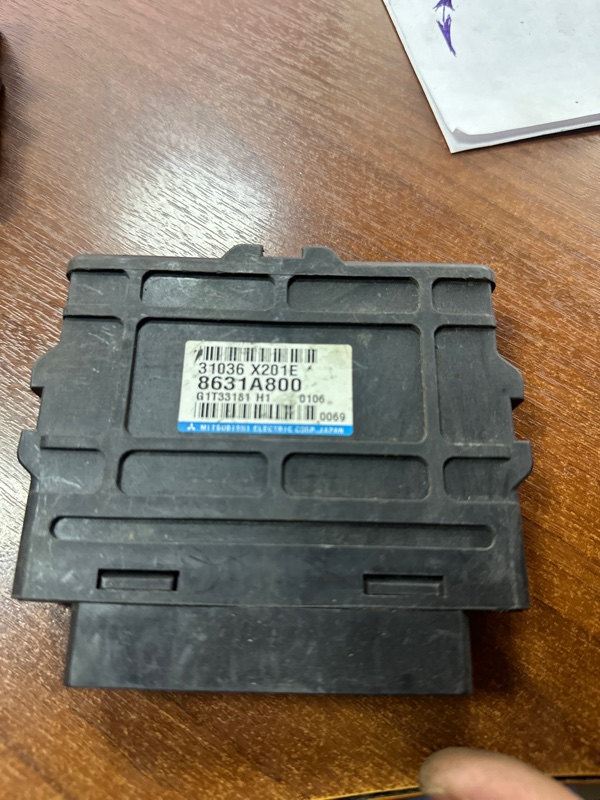 31036 X201E
8631A800
G1T33181 H1 0106
0069
MITSUBISHI ELECTRIC CORP. JAPAN